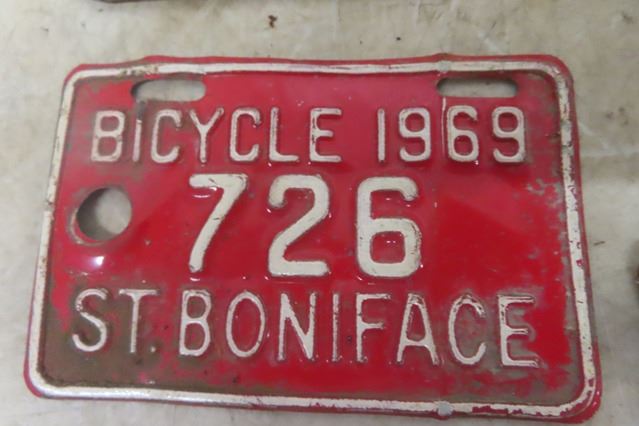 BICYCLE 1969
726
ST. BONIFACE